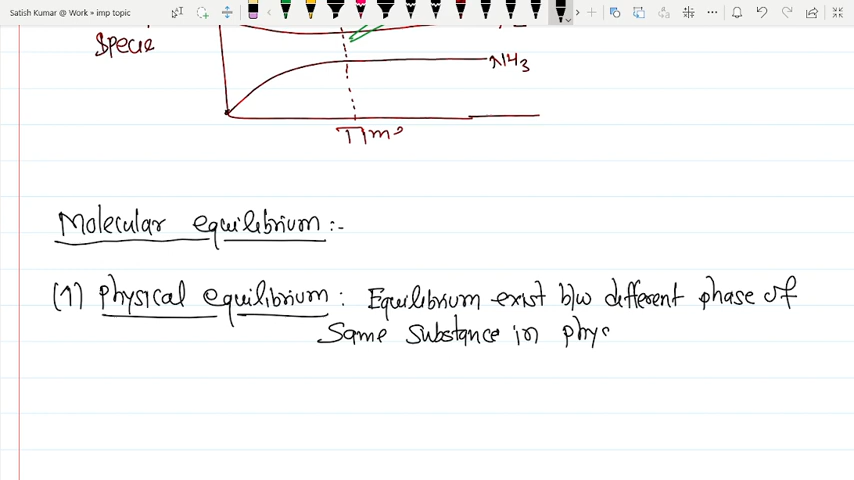 Satish Kumar @ Work » imp topic
Specie
NH3
Time
Molecular equilibrium :-
(1) Physical equilibrium : Equilibrium exist b/w different phase of
Same substance in phys